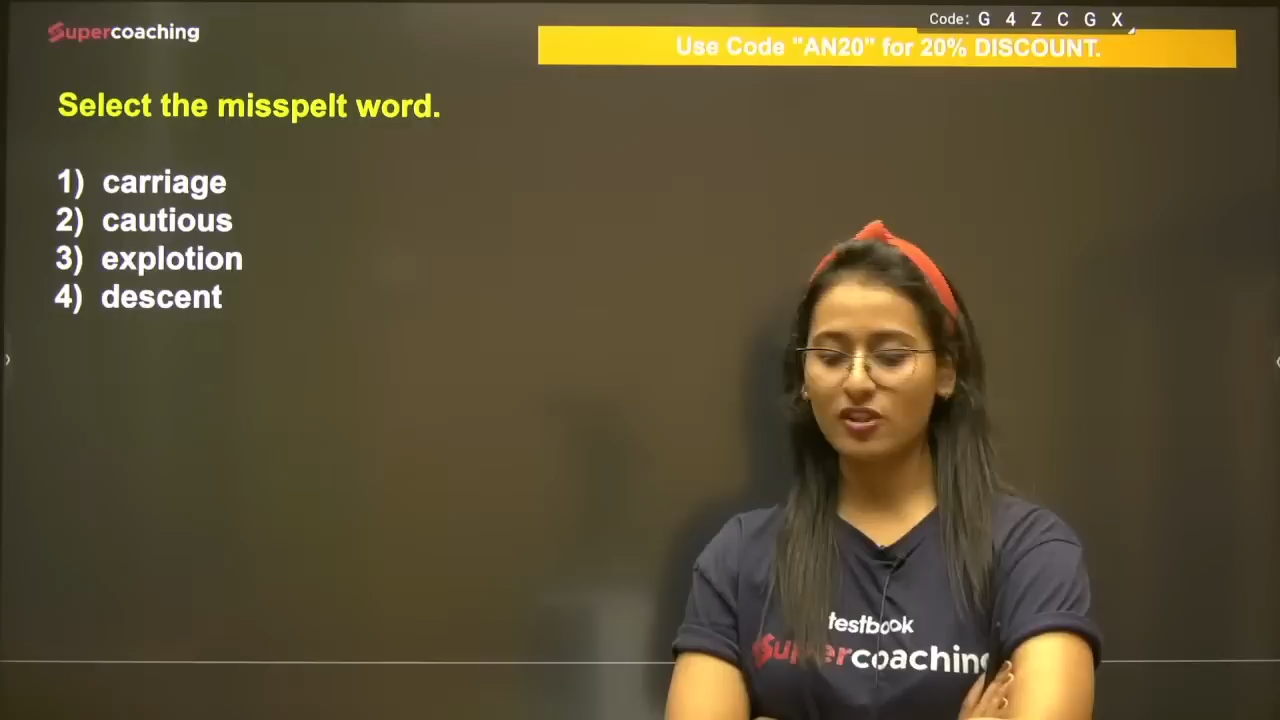 Supercoaching
Code: G 4 Z C G X
Use Code "AN20" for 20% DISCOUNT.
Select the misspelt word.
1) carriage
2) cautious
3) explotion
4) descent
testbook
Supercoaching